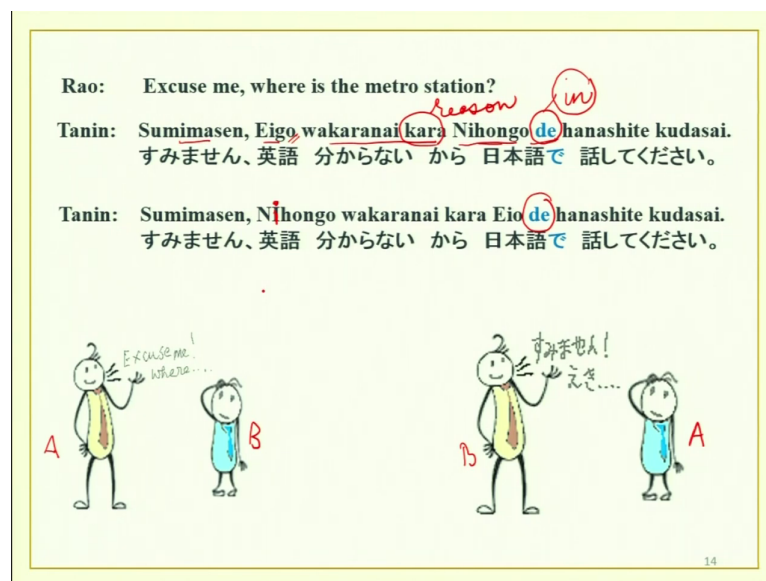 Rao: Excuse me, where is the metro station?
reason in
Tanin: Sumimasen, Eigo wakaranai kara Nihongo de hanashite kudasai.
すみません、英語 分からない から 日本語で 話してください。
Tanin: Sumimasen, NIhongo wakaranai kara Eio de hanashite kudasai.
すみません、英語 分からない から 日本語で 話してください。
Excuse me!
where....
すみません!
えき....
A B
B A
14